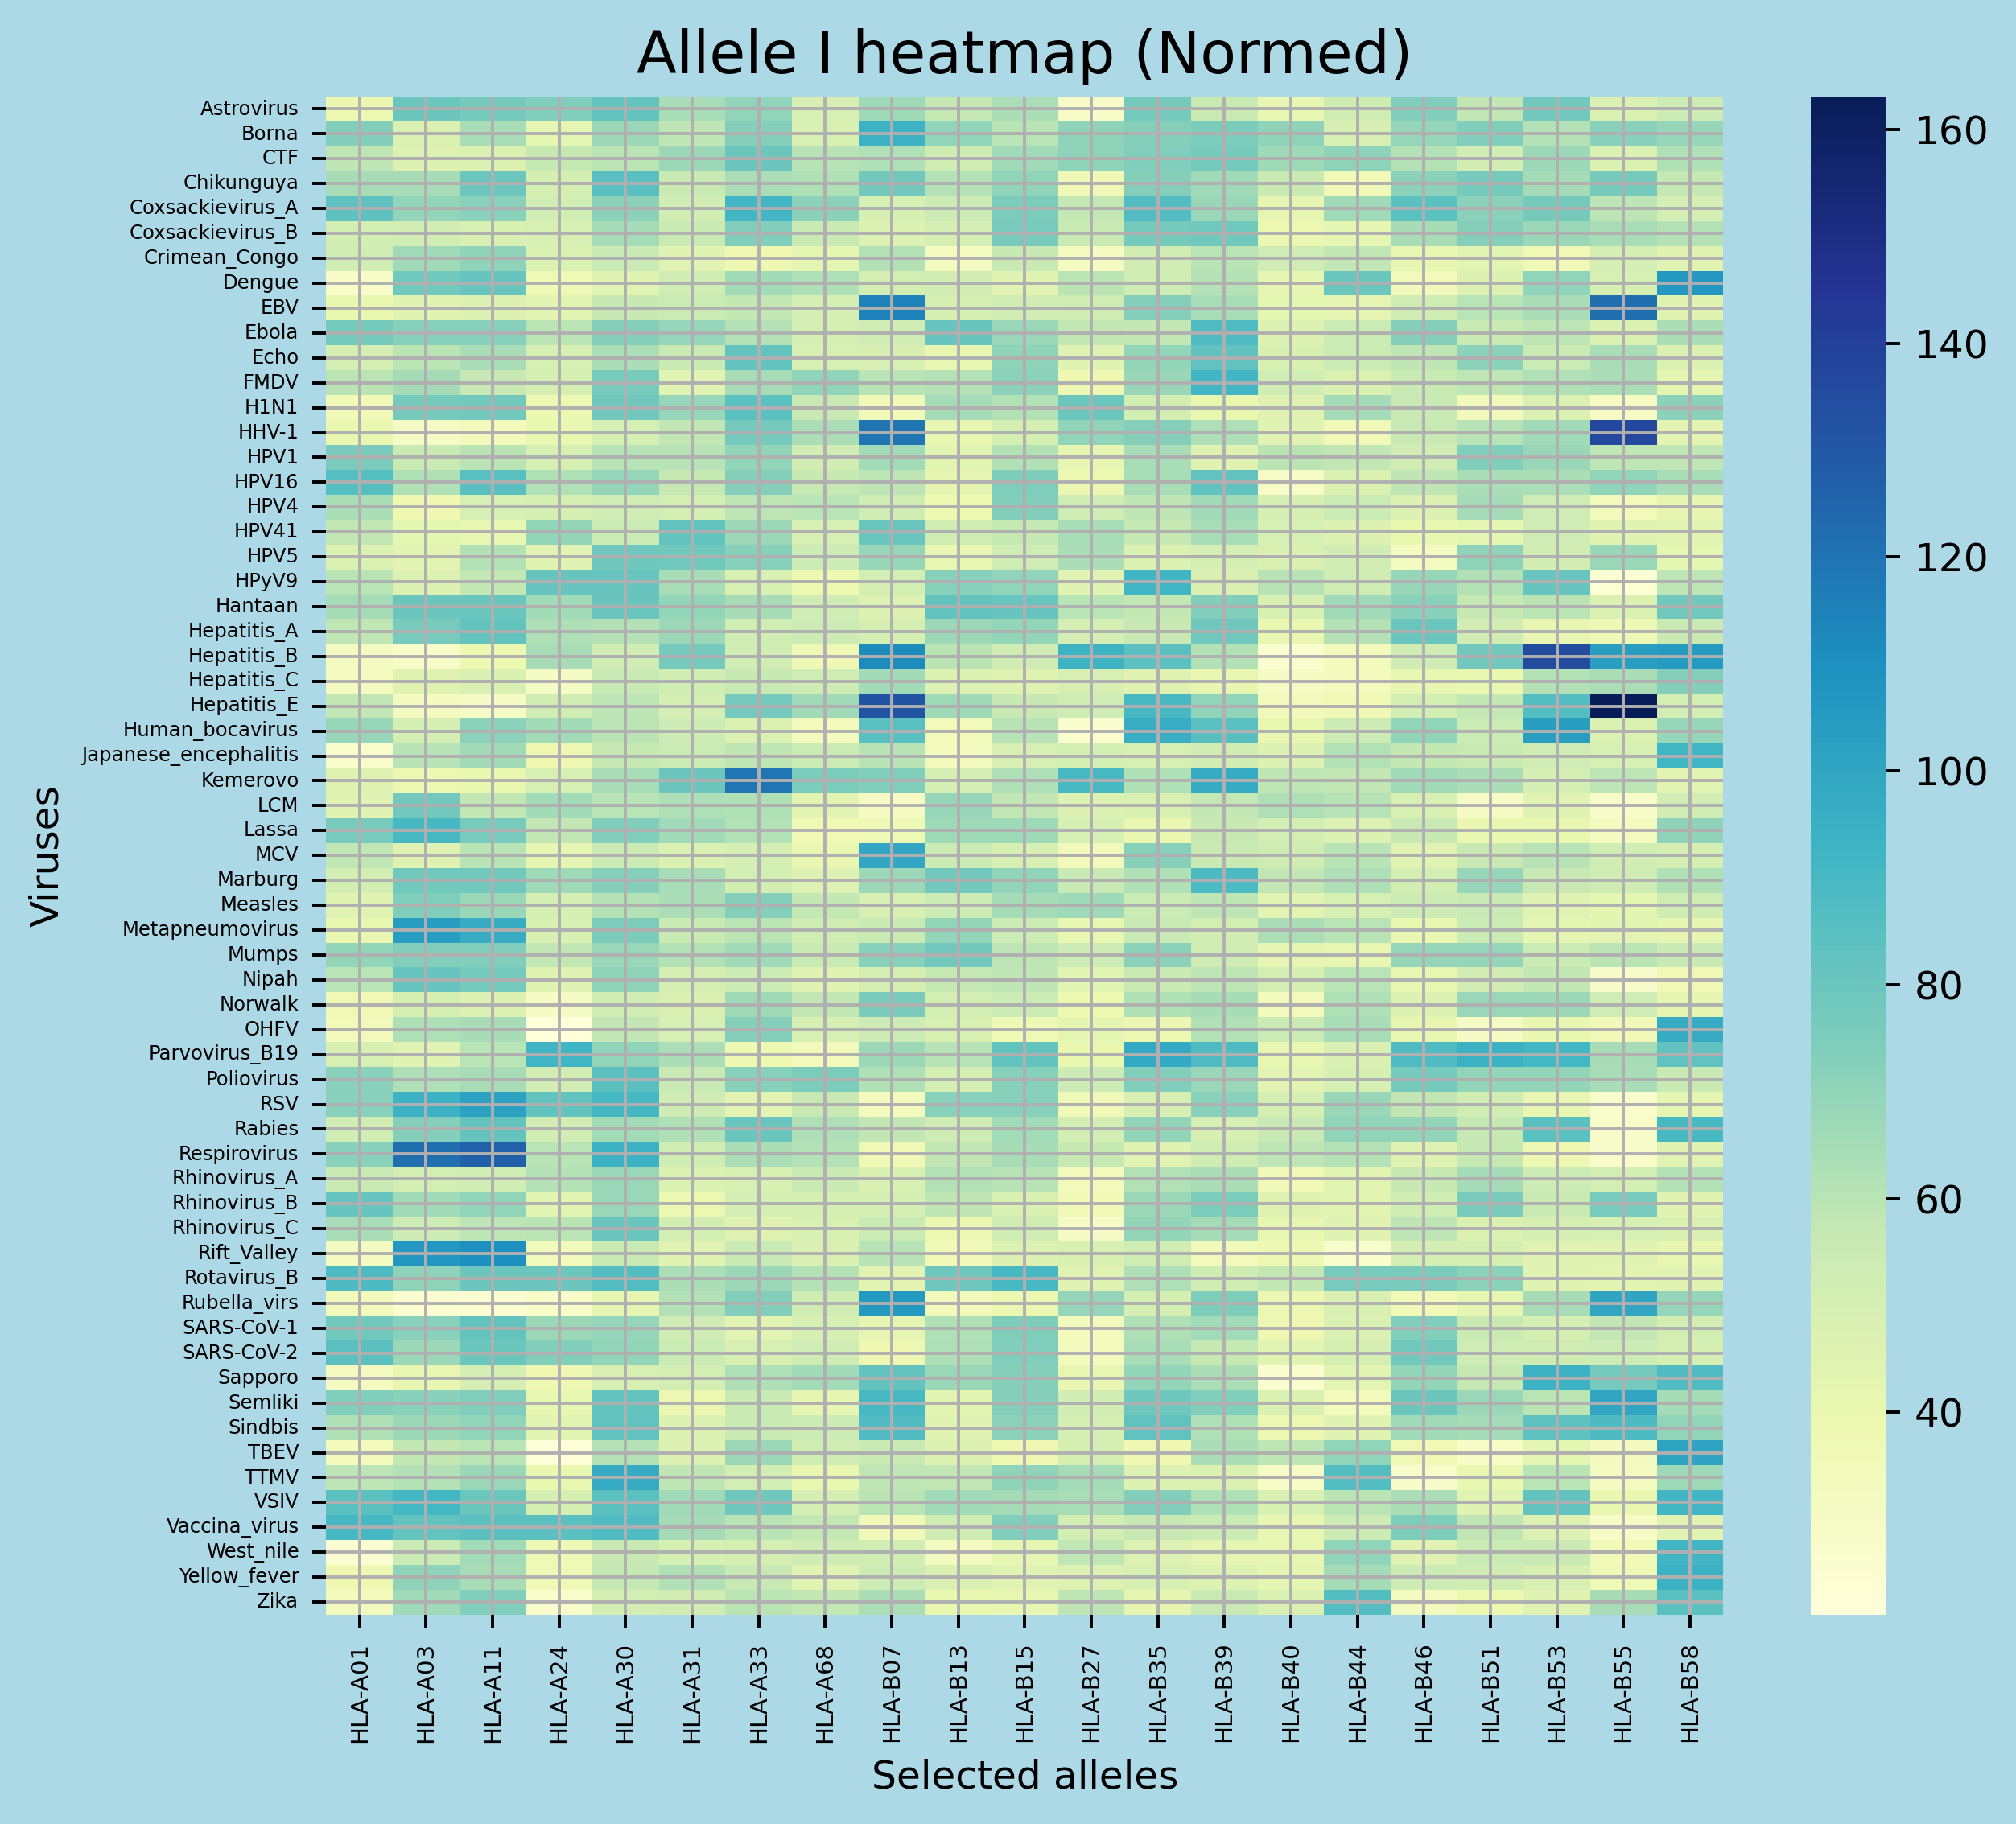 Allele I heatmap (Normed)
Viruses
Astrovirus
Borna
CTF
Chikunguya
Coxsackievirus_A
Coxsackievirus_B
Crimean_Congo
Dengue
EBV
Ebola
Echo
FMDV
H1N1
HHV-1
HPV1
HPV16
HPV4
HPV41
HPV5
HPyV9
Hantaan
Hepatitis_A
Hepatitis_B
Hepatitis_C
Hepatitis_E
Human_bocavirus
Japanese_encephalitis
Kemerovo
LCM
Lassa
MCV
Marburg
Measles
Metapneumovirus
Mumps
Nipah
Norwalk
OHFV
Parvovirus_B19
Poliovirus
RSV
Rabies
Respirovirus
Rhinovirus_A
Rhinovirus_B
Rhinovirus_C
Rift_Valley
Rotavirus_B
Rubella_virs
SARS-CoV-1
SARS-CoV-2
Sapporo
Semliki
Sindbis
TBEV
TTMV
VSIV
Vaccina_virus
West_nile
Yellow_fever
Zika
HLA-A01
HLA-A03
HLA-A11
HLA-A24
HLA-A30
HLA-A31
HLA-A33
HLA-A68
HLA-B07
HLA-B13
HLA-B15
HLA-B27
HLA-B35
HLA-B39
HLA-B40
HLA-B44
HLA-B46
HLA-B51
HLA-B53
HLA-B55
HLA-B58
Selected alleles
160
140
120
100
80
60
40